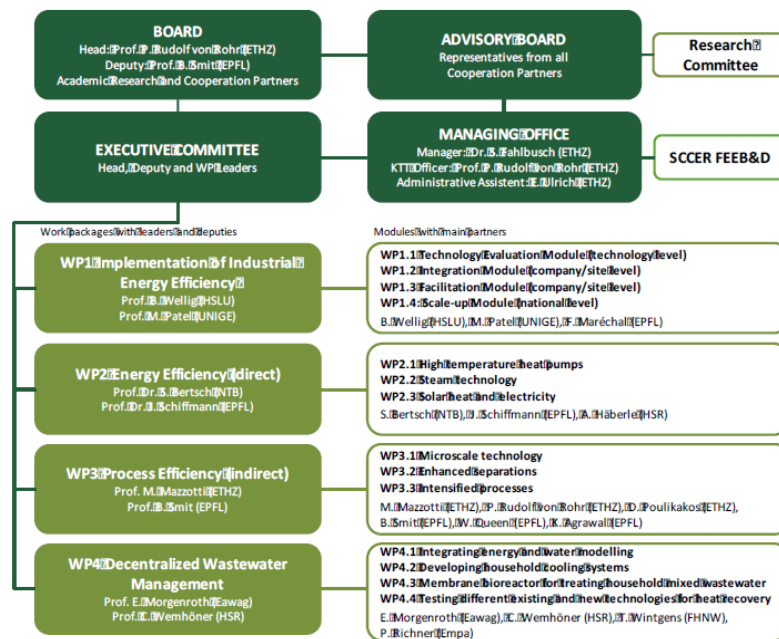 BOARD
Head: Prof. P. Rudolf von Rohr (ETHZ)
Deputy: Prof. B. Smit (EPFL)
Academic Research and Cooperation Partners
ADVISORY BOARD
Representatives from all
Cooperation Partners
Research
Committee
EXECUTIVE COMMITTEE
Head, Deputy and WP Leaders
MANAGING OFFICE
Manager: Dr. S. Fahlbusch (ETHZ)
KTT Officer: Prof. P. Rudolf von Rohr (ETHZ)
Administrative Assistent: E. Ulrich (ETHZ)
SCCER FEEB&D
Work packages with leaders and deputies
Modules with main partners
WP1 Implementation of Industrial
Energy Efficiency
Prof. B. Wellig (HSLU)
Prof. M. Patel (UNIGE)
WP1.1 Technology Evaluation Module (technology level)
WP1.2 Integration Module (company/site level)
WP1.3 Facilitation Module (company/site level)
WP1.4: Scale-up Module (national level)
B. Wellig (HSLU), M. Patel (UNIGE), F. Maréchal (EPFL)
WP2 Energy Efficiency (direct)
Prof. Dr. S. Bertsch (NTB)
Prof. Dr. J. Schiffmann (EPFL)
WP2.1 High temperature heat pumps
WP2.2 Steam technology
WP2.3 Solar heat and electricity
S. Bertsch (NTB), J. Schiffmann (EPFL), A. Häberle (HSR)
WP3 Process Efficiency (indirect)
Prof. M. Mazzotti (ETHZ)
Prof. B. Smit (EPFL)
WP3.1 Microscale technology
WP3.2 Enhanced separations
WP3.3 Intensified processes
M. Mazzotti (ETHZ), P. Rudolf von Rohr (ETHZ), D. Poulikakos (ETHZ),
B. Smit (EPFL), W. Queen (EPFL), K. Agrawal (EPFL)
WP4 Decentralized Wastewater
Management
Prof. E. Morgenroth (Eawag)
Prof. C. Wemhöner (HSR)
WP4.1 Integrating energy and water modelling
WP4.2 Developing household cooling systems
WP4.3 Membrane bioreactor for treating household mixed wastewater
WP4.4 Testing different existing and new technologies for heat recovery
E. Morgenroth (Eawag), C. Wemhöner (HSR), T. Wintgens (FHNW),
P. Richner (Empa)